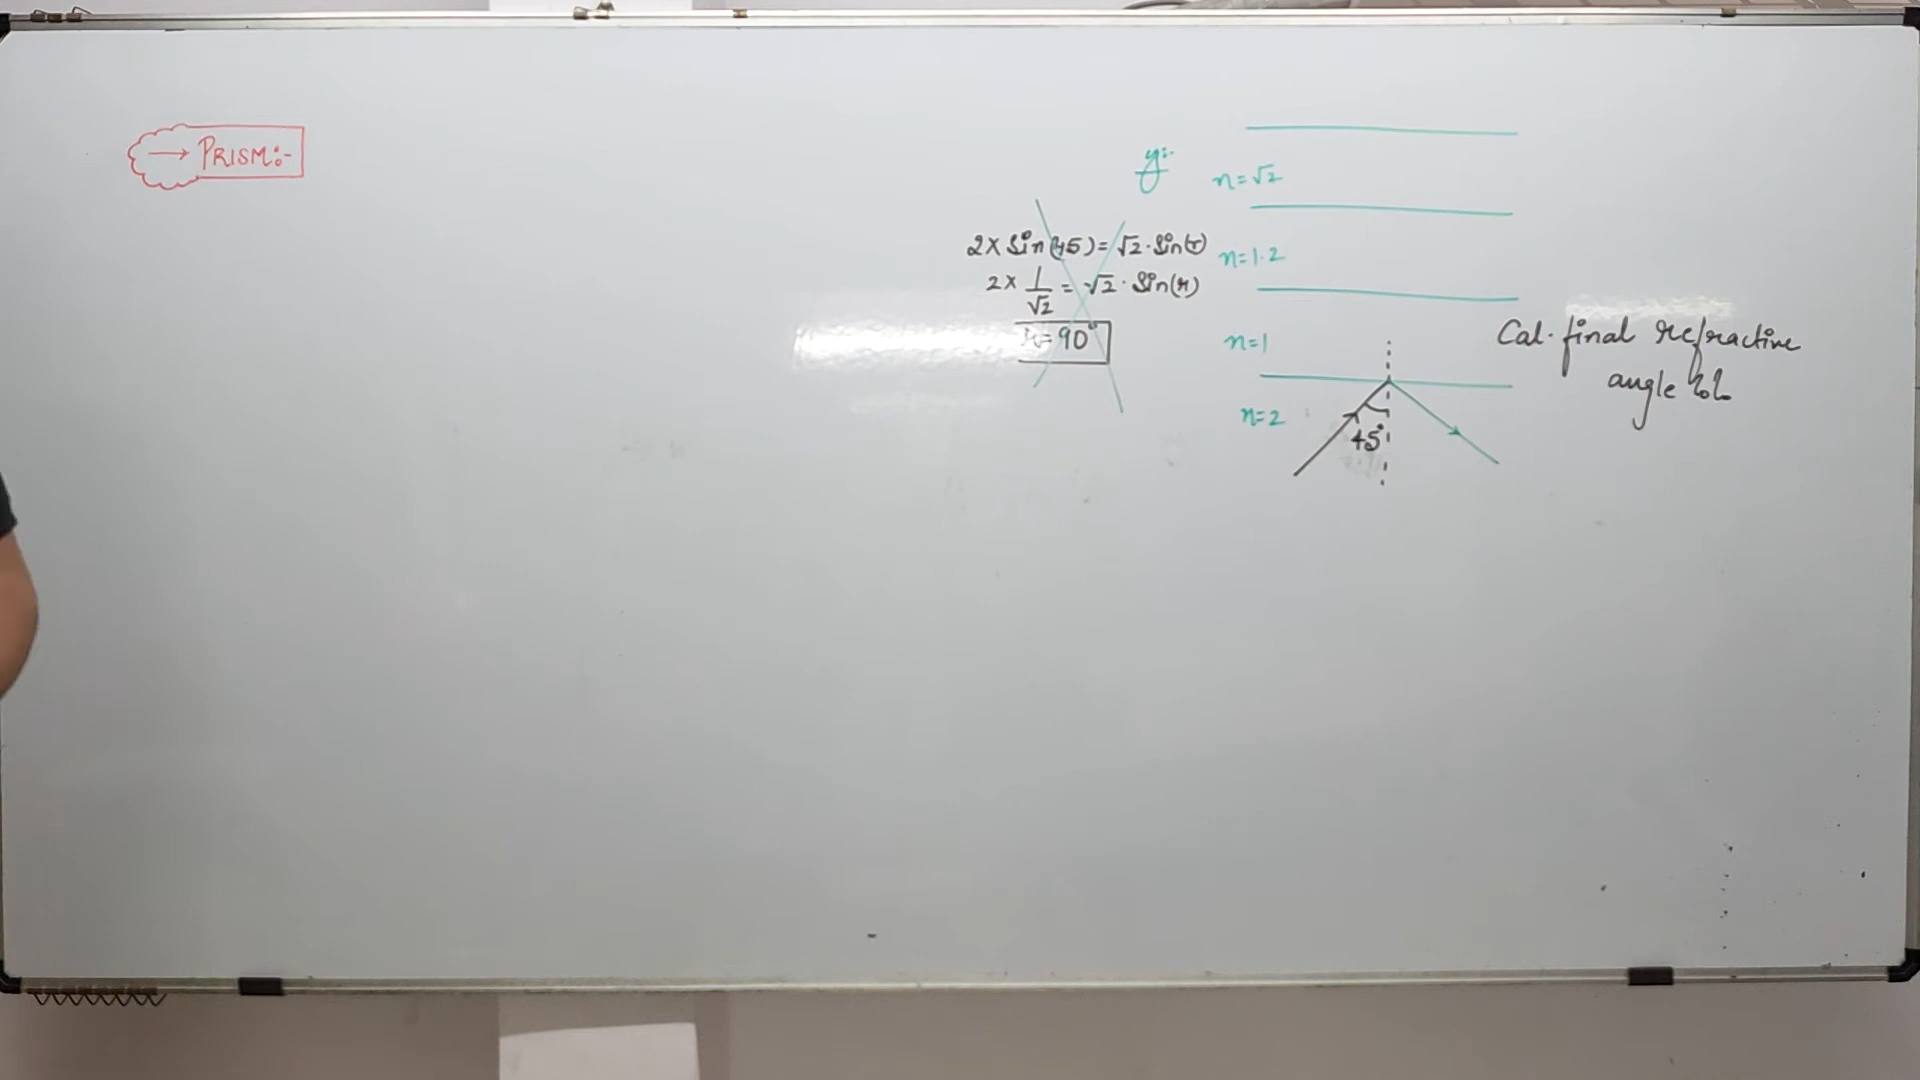 → PRISM:-
n=√2
2 × Sin(45) = √2 · Sin(r)
n=1.2
2 × 1/√2 = √2 · Sin(r)
r=90°
n=1
Cal. final refractive
angle
n=2
45°